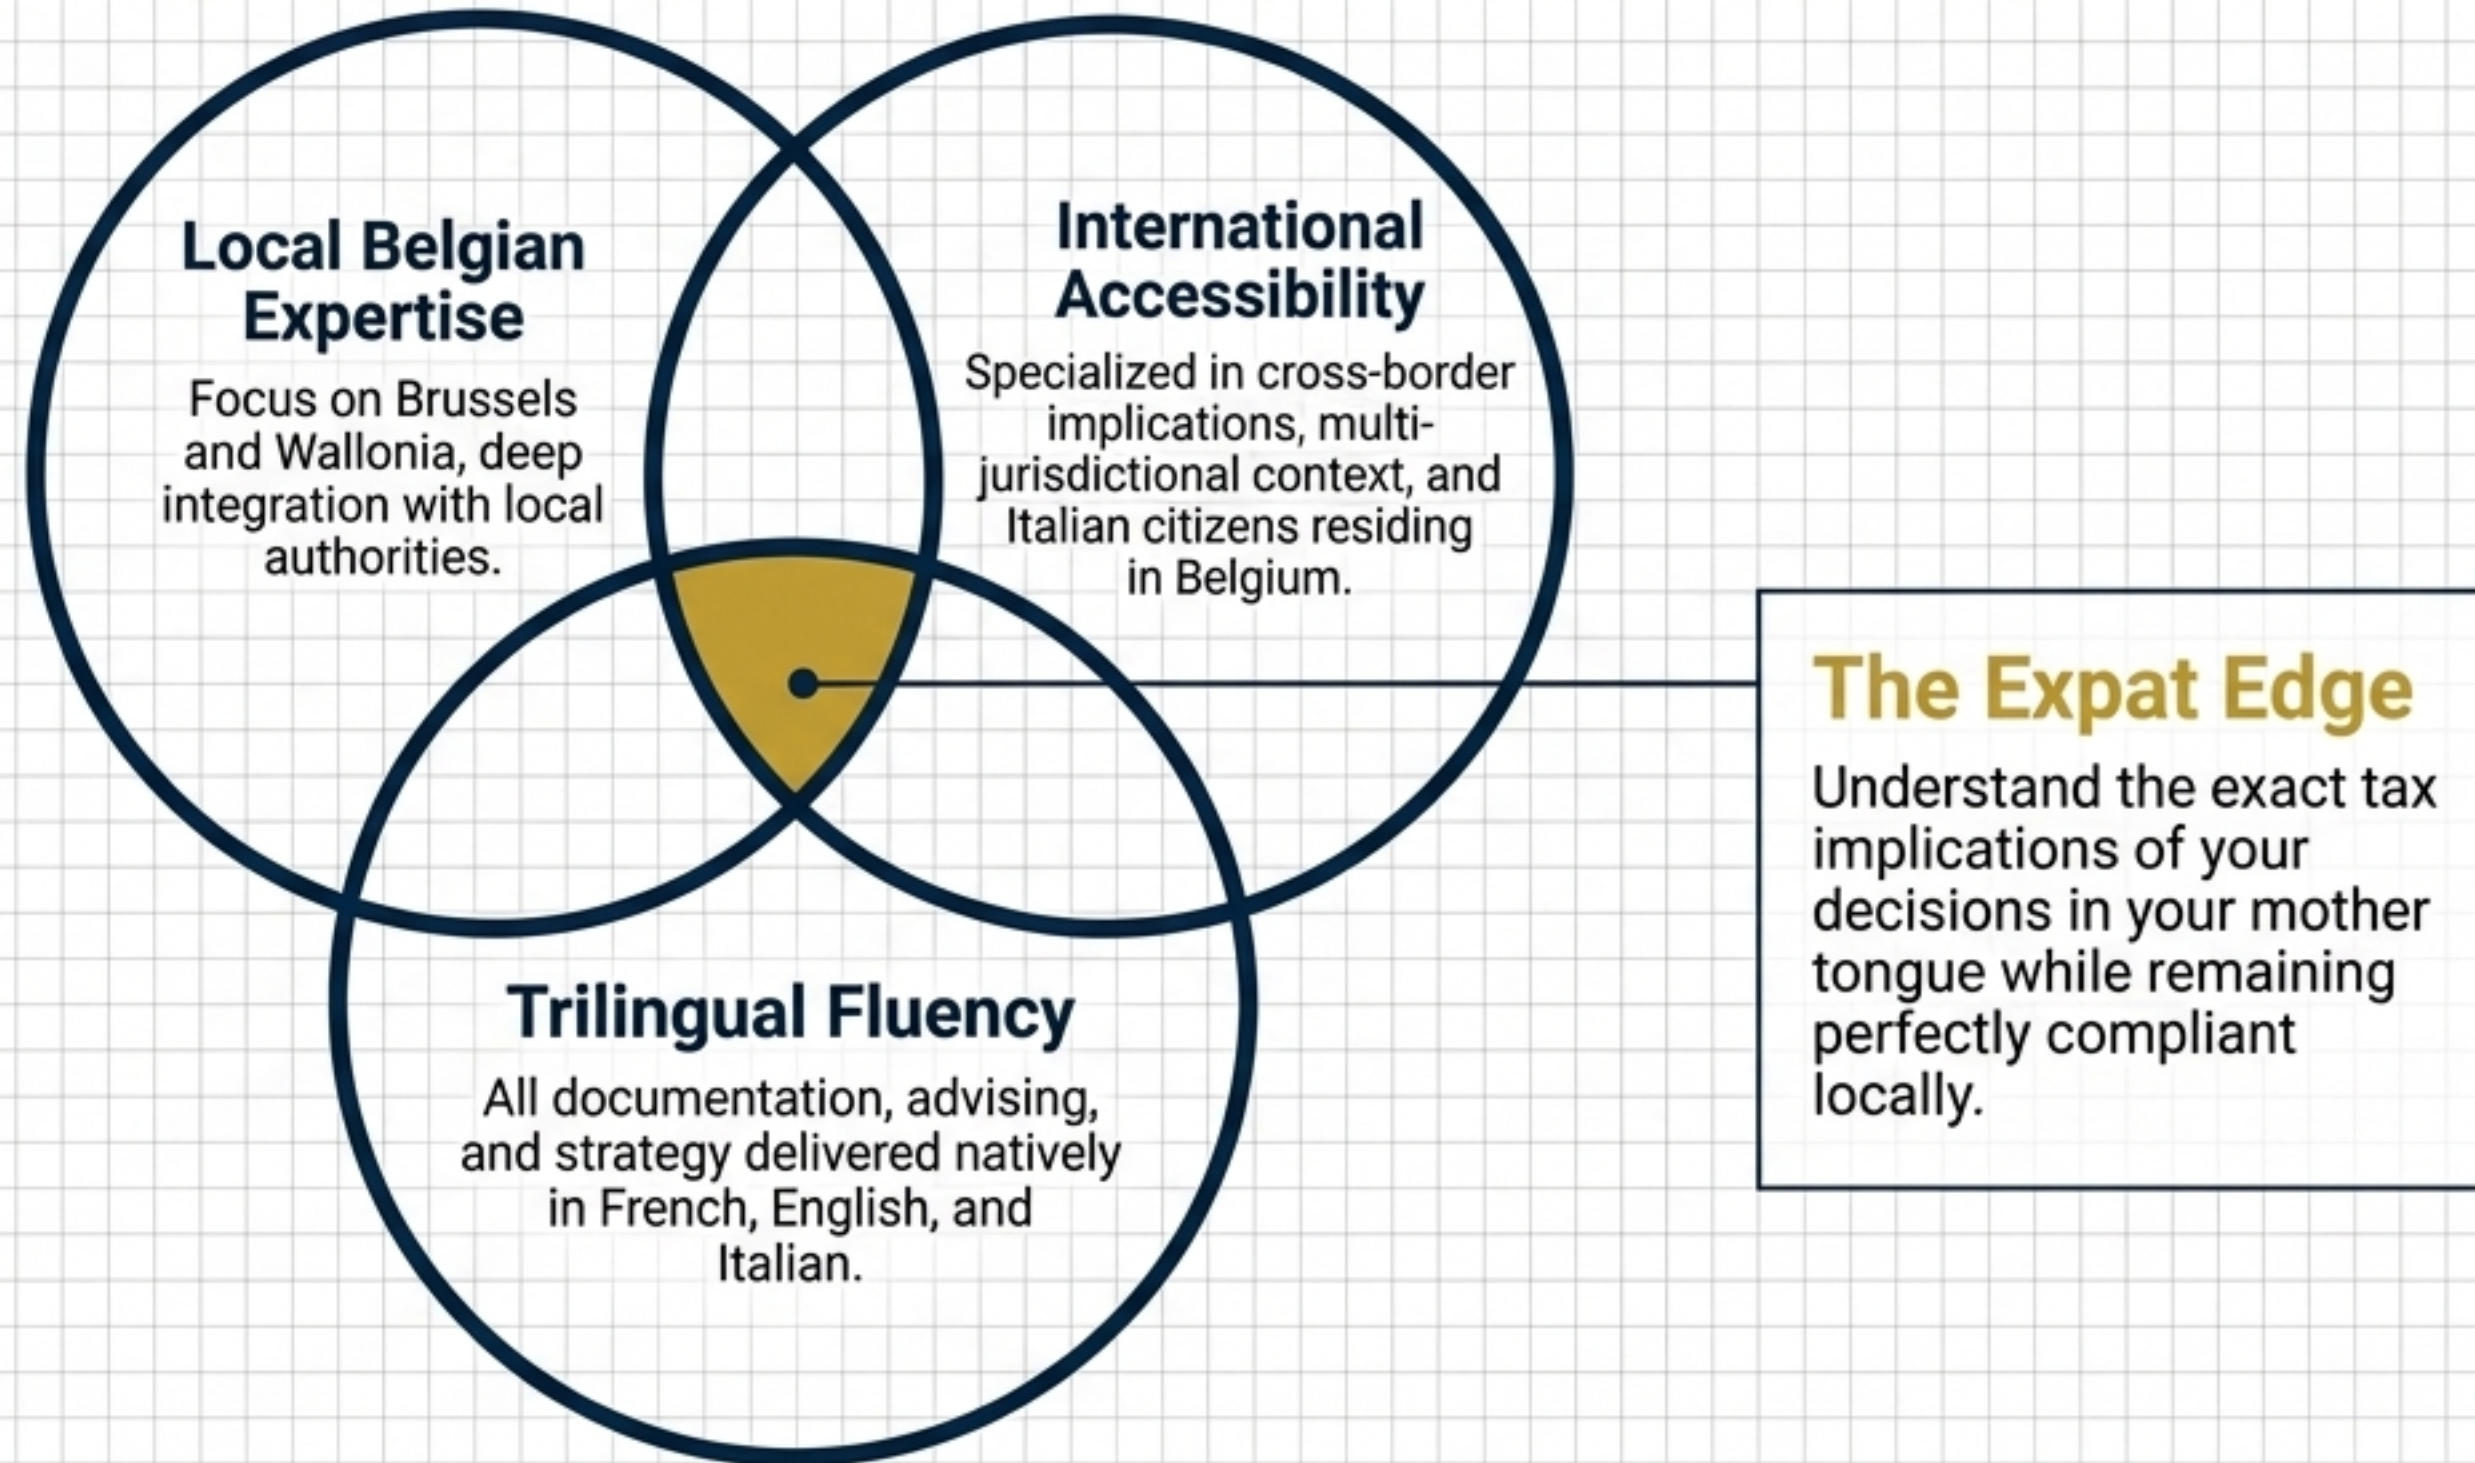 Local Belgian
Expertise
Focus on Brussels
and Wallonia, deep
integration with local
authorities.
International
Accessibility
Specialized in cross-border
implications, multi-
jurisdictional context, and
Italian citizens residing
in Belgium.
The Expat Edge
Understand the exact tax
implications of your
decisions in your mother
tongue while remaining
perfectly compliant
locally.
Trilingual Fluency
All documentation, advising,
and strategy delivered natively
in French, English, and
Italian.